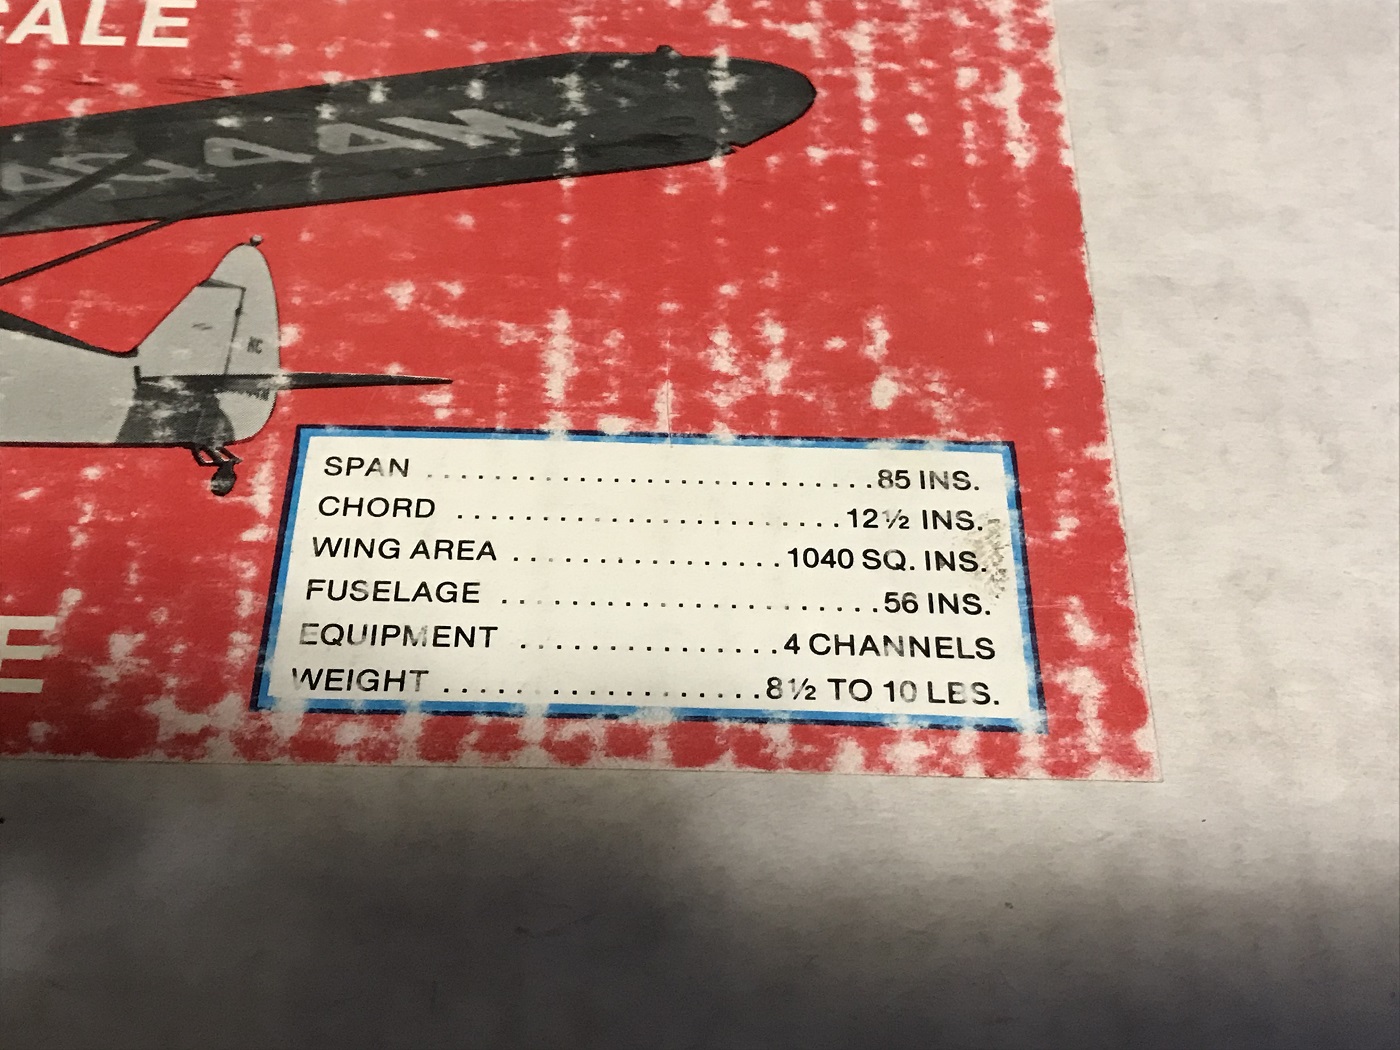 CALE
SPAN ............................85 INS.
CHORD .......................12½ INS.
WING AREA ................1040 SQ. INS.
FUSELAGE .......................56 INS.
EQUIPMENT ................4 CHANNELS
WEIGHT ...................8½ TO 10 LBS.
E
NC